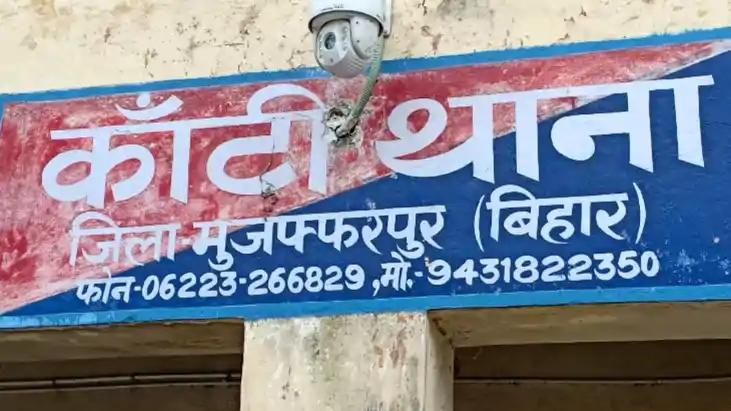 काँटी थाना
जिला-मुजफ्फरपुर (बिहार)
फोन-06223-266829,मो.-9431822350